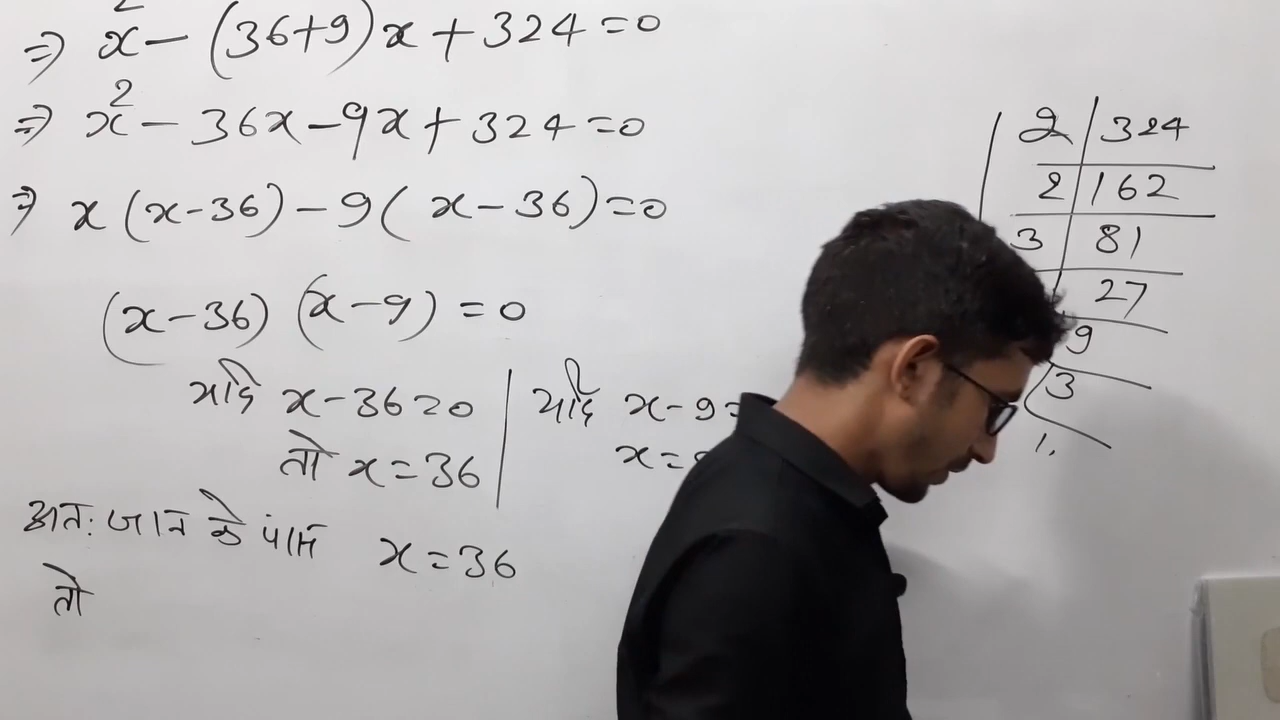 ⇒ x² - (36+9)x + 324 = 0
⇒ x² - 36x - 9x + 324 = 0
⇒ x(x-36) - 9(x-36) = 0
(x-36) (x-9) = 0
यदि x-36=0 | यदि x-9=
तो x = 36 | x=
अतः जान के पास x = 36
तो
2 | 324
2 | 162
3 | 81
27
9
3
1.